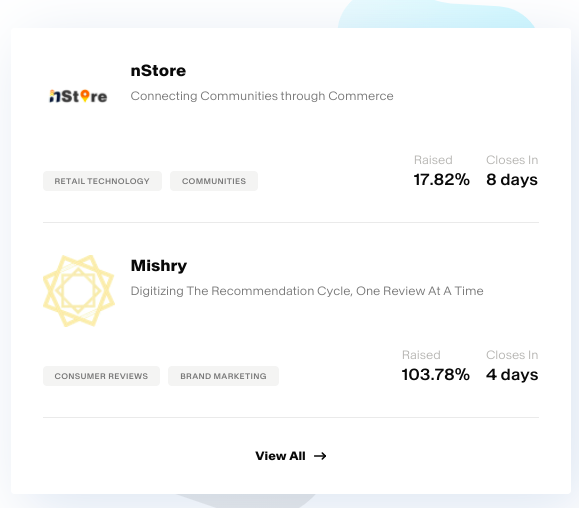 nStore
nStore
Connecting Communities through Commerce
Raised Closes In
17.82% 8 days
RETAIL TECHNOLOGY COMMUNITIES
Mishry
Digitizing The Recommendation Cycle, One Review At A Time
Raised Closes In
103.78% 4 days
CONSUMER REVIEWS BRAND MARKETING
View All →